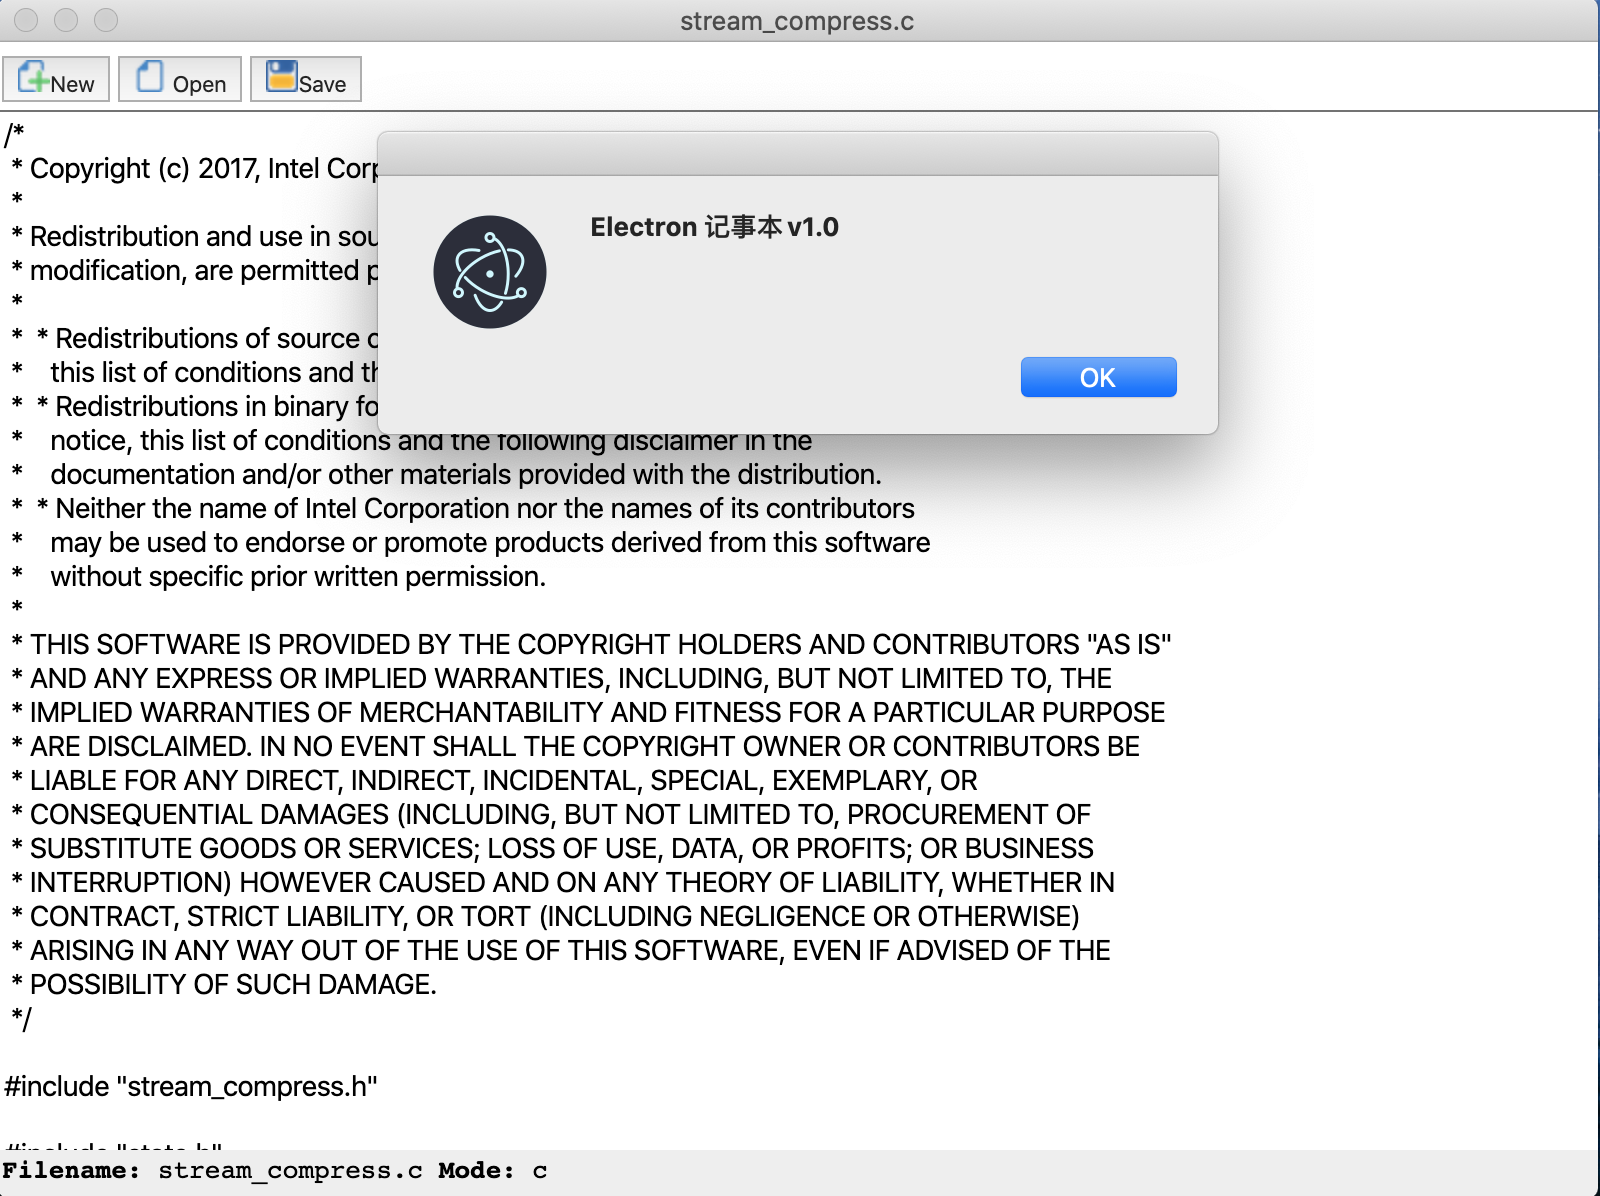 stream_compress.c
New Open Save
/*
* Copyright (c) 2017, Intel Corp
*
* Redistribution and use in sou
* modification, are permitted p
*
* * Redistributions of source c
* this list of conditions and th
* * Redistributions in binary fo
* notice, this list of conditions and the following disclaimer in the
* documentation and/or other materials provided with the distribution.
* * Neither the name of Intel Corporation nor the names of its contributors
* may be used to endorse or promote products derived from this software
* without specific prior written permission.
*
* THIS SOFTWARE IS PROVIDED BY THE COPYRIGHT HOLDERS AND CONTRIBUTORS "AS IS"
* AND ANY EXPRESS OR IMPLIED WARRANTIES, INCLUDING, BUT NOT LIMITED TO, THE
* IMPLIED WARRANTIES OF MERCHANTABILITY AND FITNESS FOR A PARTICULAR PURPOSE
* ARE DISCLAIMED. IN NO EVENT SHALL THE COPYRIGHT OWNER OR CONTRIBUTORS BE
* LIABLE FOR ANY DIRECT, INDIRECT, INCIDENTAL, SPECIAL, EXEMPLARY, OR
* CONSEQUENTIAL DAMAGES (INCLUDING, BUT NOT LIMITED TO, PROCUREMENT OF
* SUBSTITUTE GOODS OR SERVICES; LOSS OF USE, DATA, OR PROFITS; OR BUSINESS
* INTERRUPTION) HOWEVER CAUSED AND ON ANY THEORY OF LIABILITY, WHETHER IN
* CONTRACT, STRICT LIABILITY, OR TORT (INCLUDING NEGLIGENCE OR OTHERWISE)
* ARISING IN ANY WAY OUT OF THE USE OF THIS SOFTWARE, EVEN IF ADVISED OF THE
* POSSIBILITY OF SUCH DAMAGE.
*/
#include "stream_compress.h"
Electron 记事本 v1.0
OK
Filename: stream_compress.c Mode: c